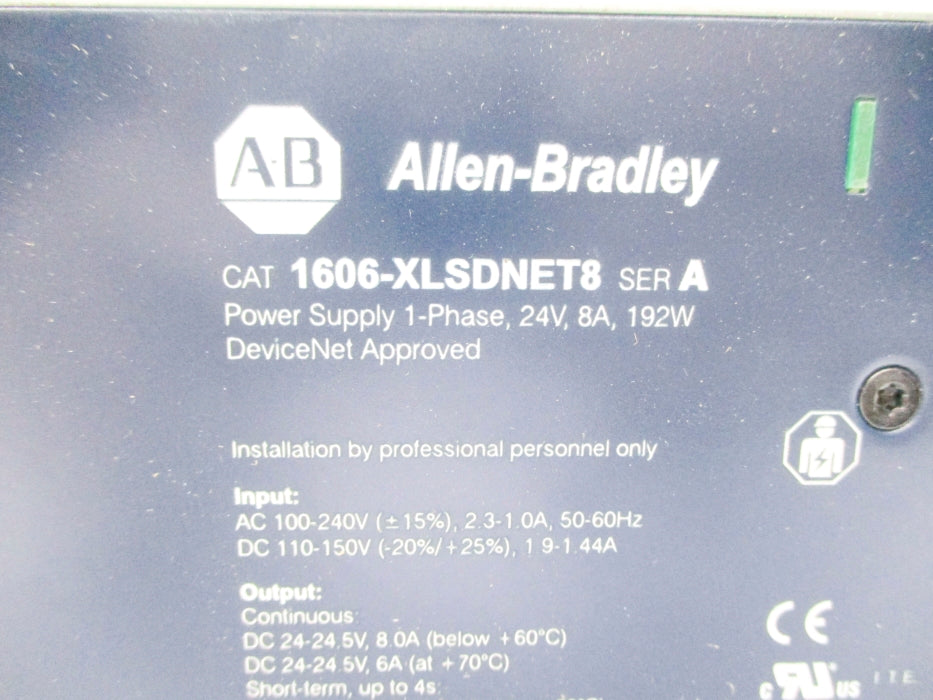 A-B Allen-Bradley
CAT 1606-XLSDNET8 SER A
Power Supply 1-Phase, 24V, 8A, 192W
DeviceNet Approved
Installation by professional personnel only
Input:
AC 100-240V (±15%), 2.3-1.0A, 50-60Hz
DC 110-150V (-20%/+25%), 1.9-1.44A
Output:
Continuous:
DC 24-24.5V, 8.0A (below +60°C)
DC 24-24.5V, 6A (at +70°C)
Short-term, up to 4s:
CE
c UL us